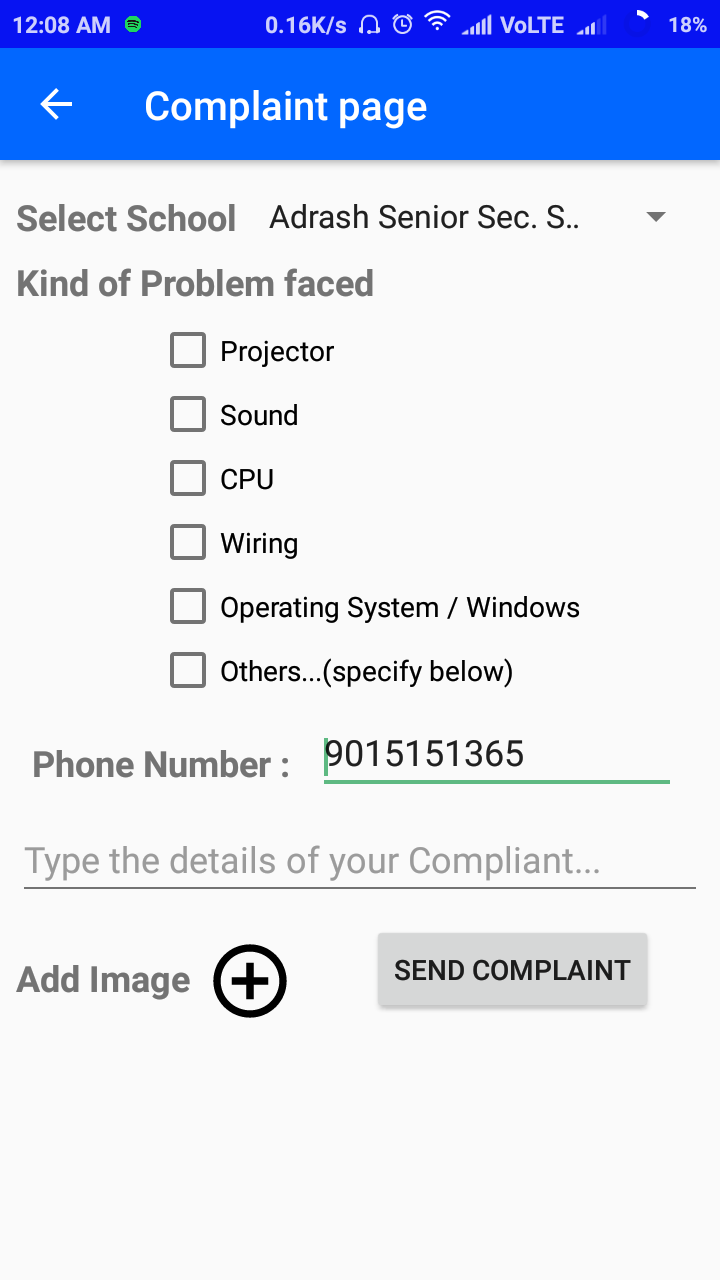 12:08 AM 0.16K/s VoLTE 18%
Complaint page
Select School Adrash Senior Sec. S..
Kind of Problem faced
Projector
Sound
CPU
Wiring
Operating System / Windows
Others...(specify below)
Phone Number : 9015151365
Type the details of your Compliant...
Add Image SEND COMPLAINT